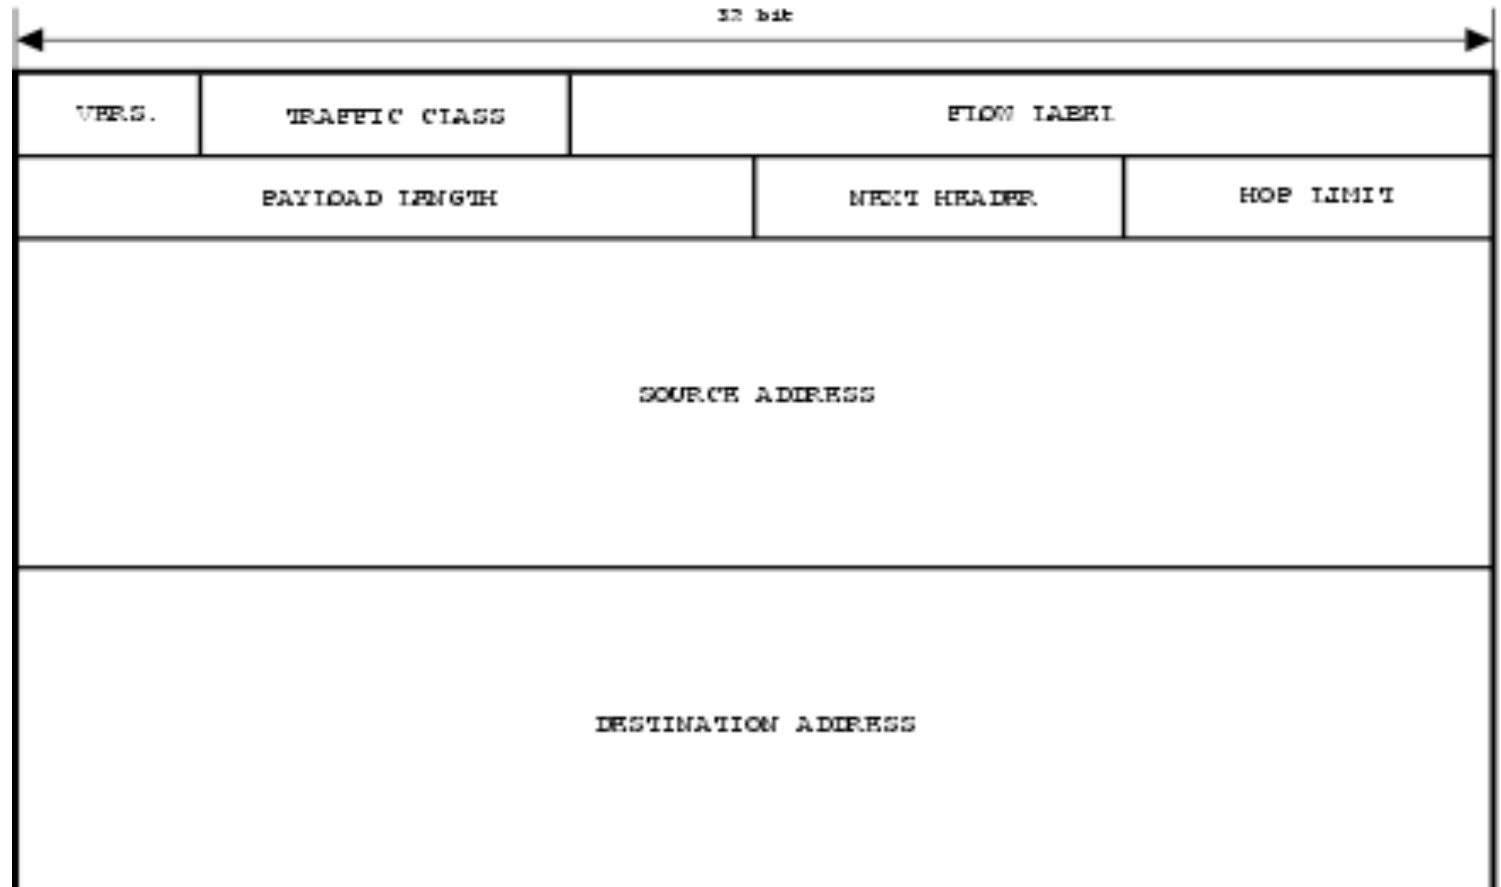 32 bit
VERS. TRAFFIC CLASS FLOW LABEL
PAYLOAD LENGTH NEXT HEADER HOP LIMIT
SOURCE ADDRESS
DESTINATION ADDRESS